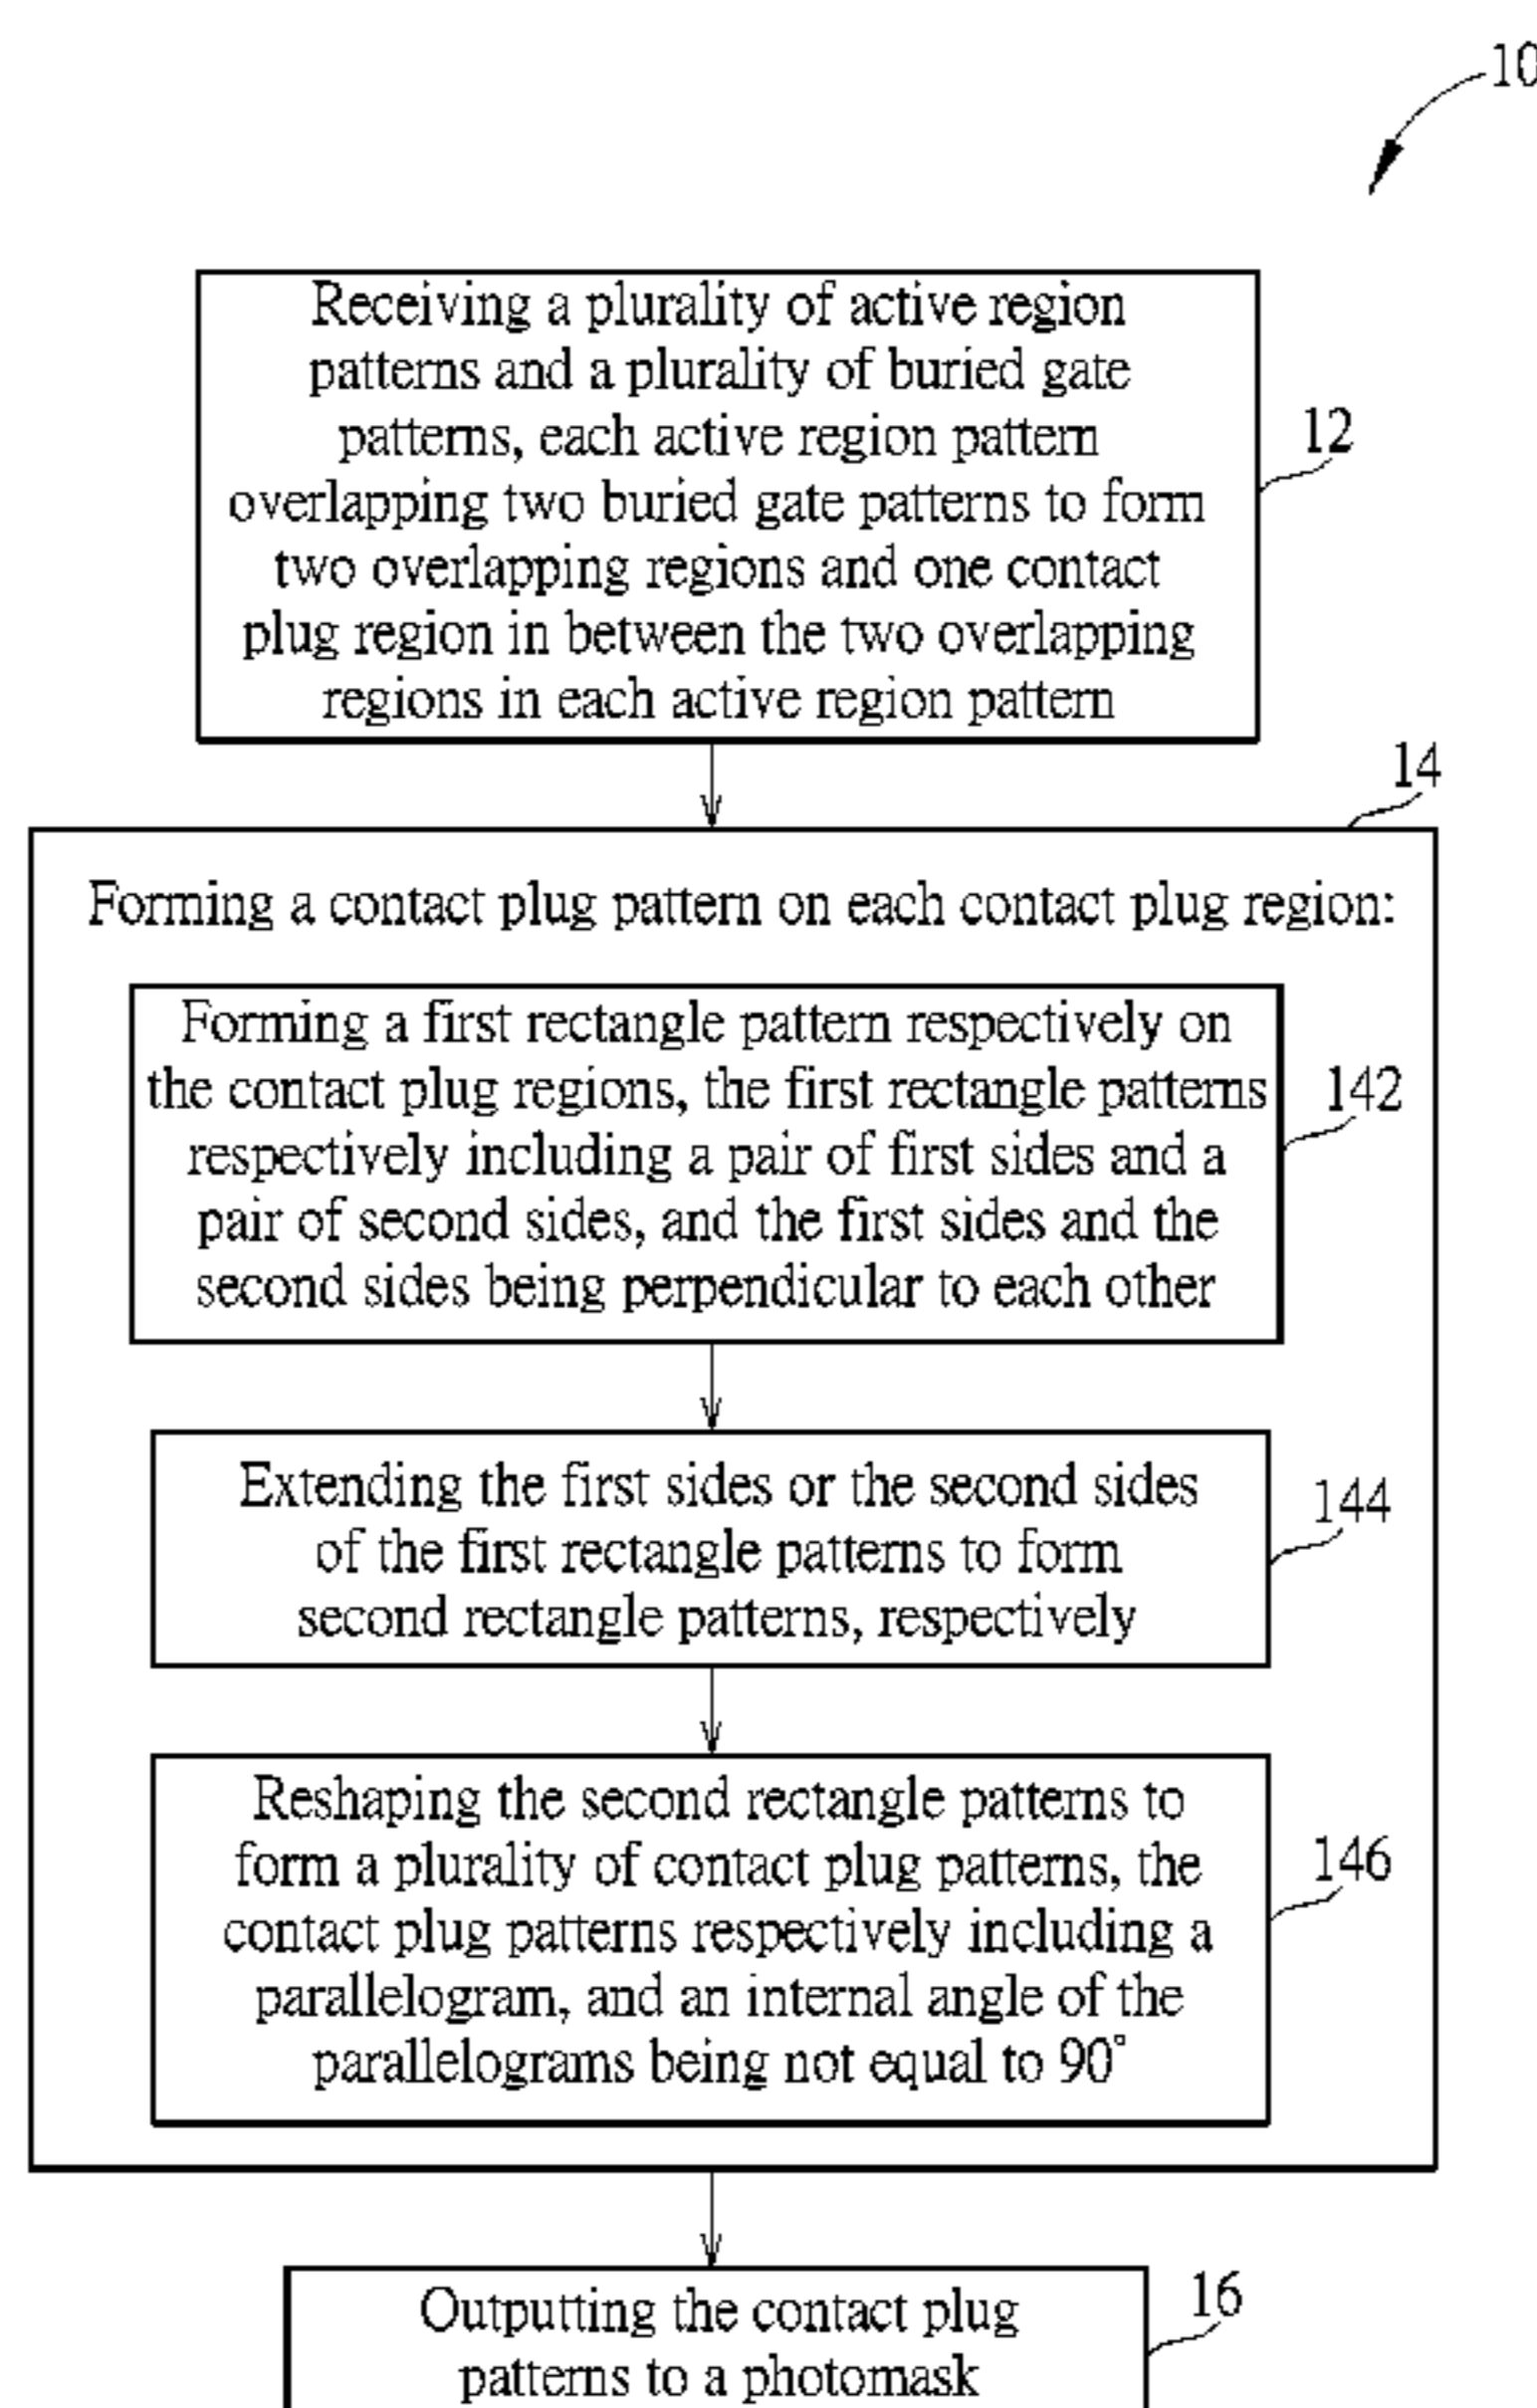 10
Receiving a plurality of active region
patterns and a plurality of buried gate
patterns, each active region pattern
overlapping two buried gate patterns to form
two overlapping regions and one contact
plug region in between the two overlapping
regions in each active region pattern
12
14
Forming a contact plug pattern on each contact plug region:
Forming a first rectangle pattern respectively on
the contact plug regions, the first rectangle patterns
respectively including a pair of first sides and a
pair of second sides, and the first sides and the
second sides being perpendicular to each other
142
Extending the first sides or the second sides
of the first rectangle patterns to form
second rectangle patterns, respectively
144
Reshaping the second rectangle patterns to
form a plurality of contact plug patterns, the
contact plug patterns respectively including a
parallelogram, and an internal angle of the
parallelograms being not equal to 90°
146
Outputting the contact plug
patterns to a photomask
16